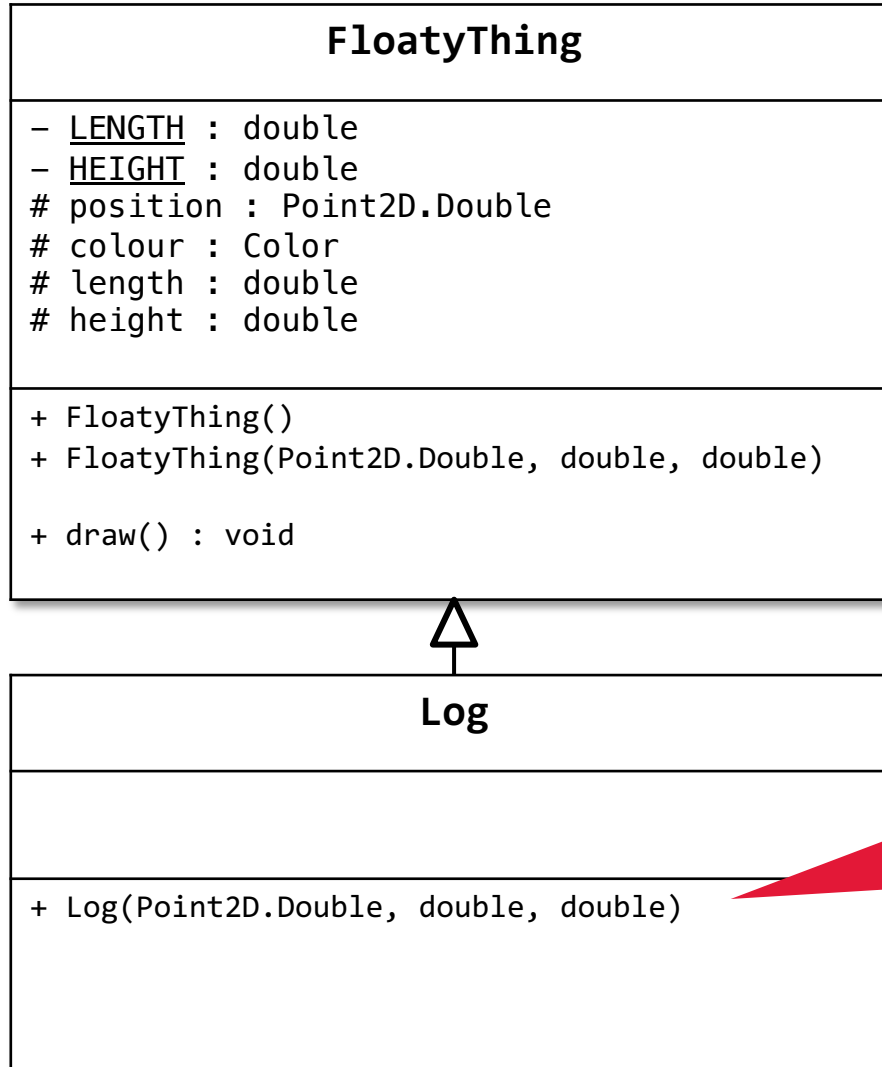 FloatyThing
– LENGTH : double
– HEIGHT : double
# position : Point2D.Double
# colour : Color
# length : double
# height : double
+ FloatyThing()
+ FloatyThing(Point2D.Double, double, double)
+ draw() : void
Log
+ Log(Point2D.Double, double, double)